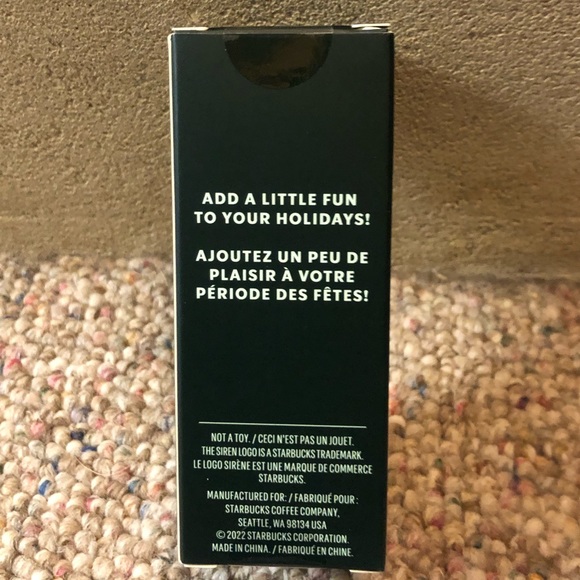 ADD A LITTLE FUN
TO YOUR HOLIDAYS!
AJOUTEZ UN PEU DE
PLAISIR À VOTRE
PÉRIODE DES FÊTES!
NOT A TOY. / CECI N'EST PAS UN JOUET.
THE SIREN LOGO IS A STARBUCKS TRADEMARK.
LE LOGO SIRÈNE EST UNE MARQUE DE COMMERCE
STARBUCKS.
MANUFACTURED FOR: / FABRIQUÉ POUR :
STARBUCKS COFFEE COMPANY,
SEATTLE, WA 98134 USA
© 2022 STARBUCKS CORPORATION.
MADE IN CHINA. / FABRIQUÉ EN CHINE.